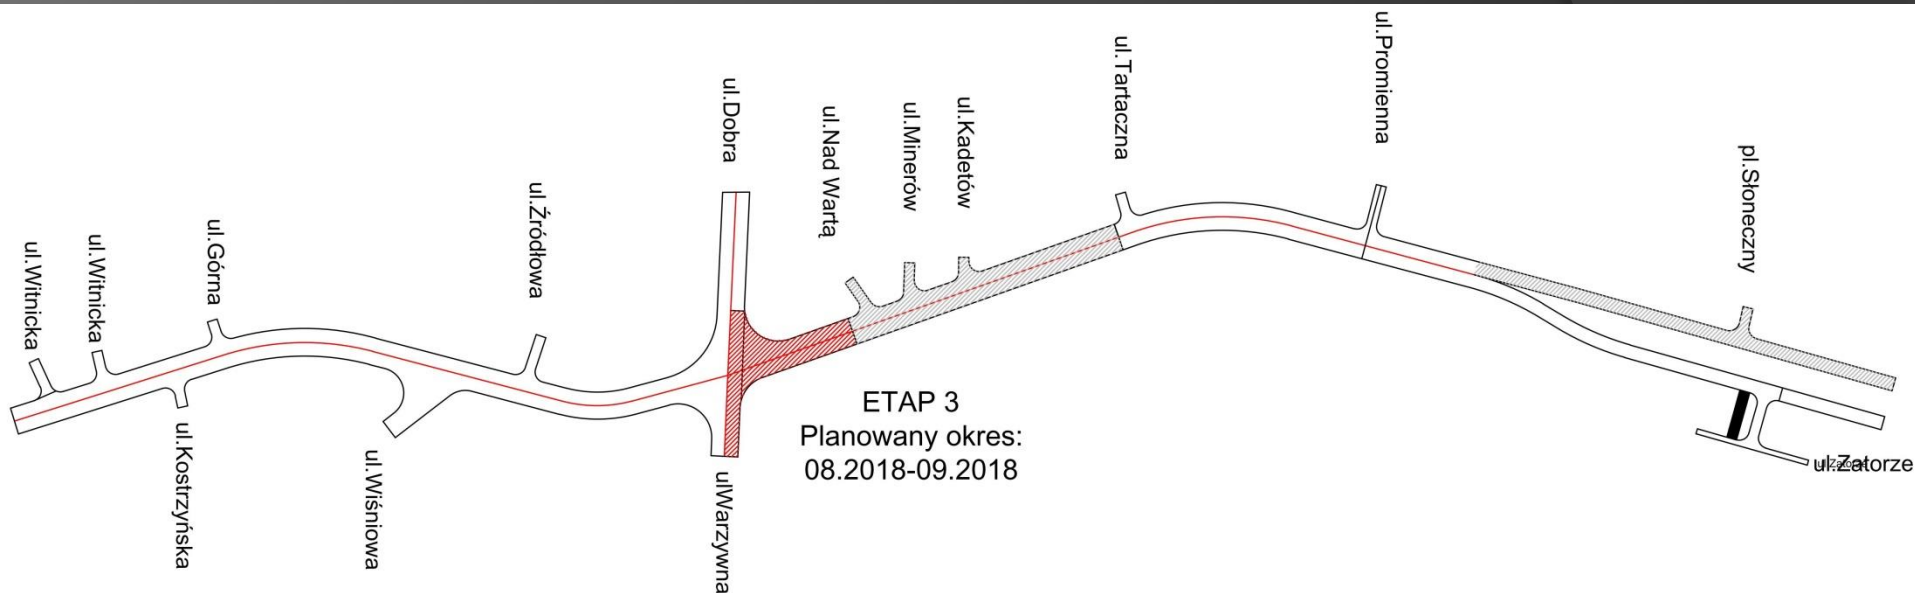 ul.Witnicka
ul.Witnicka
ul.Górna
ul.Kostrzyńska
ul.Wiśniowa
ul.Źródłowa
ul.Dobra
ulWarzywna
ul.Nad Wartą
ul.Minerów
ul.Kadetów
ul.Tartaczna
ul.Promienna
pl.Słoneczny
ul.Zatorze
ul.Zatorze
ETAP 3
Planowany okres:
08.2018-09.2018